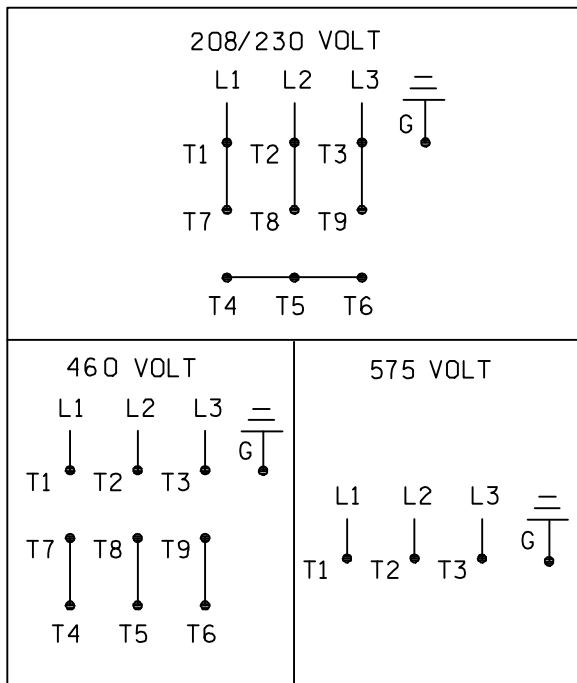 208/230 VOLT
L1 L2 L3
G
T1 T2 T3
T7 T8 T9
T4 T5 T6
460 VOLT
L1 L2 L3
G
T1 T2 T3
T7 T8 T9
T4 T5 T6
575 VOLT
L1 L2 L3
G
T1 T2 T3